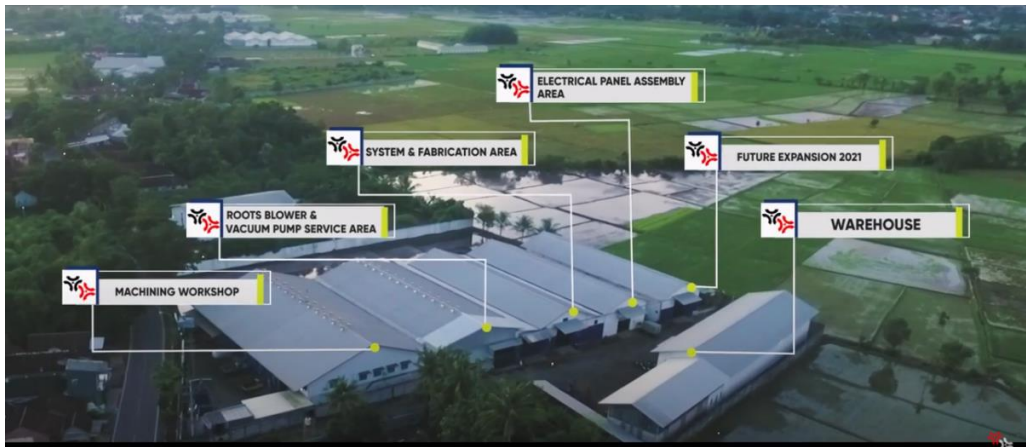 ELECTRICAL PANEL ASSEMBLY
AREA
SYSTEM & FABRICATION AREA
FUTURE EXPANSION 2021
ROOTS BLOWER &
VACUUM PUMP SERVICE AREA
WAREHOUSE
MACHINING WORKSHOP